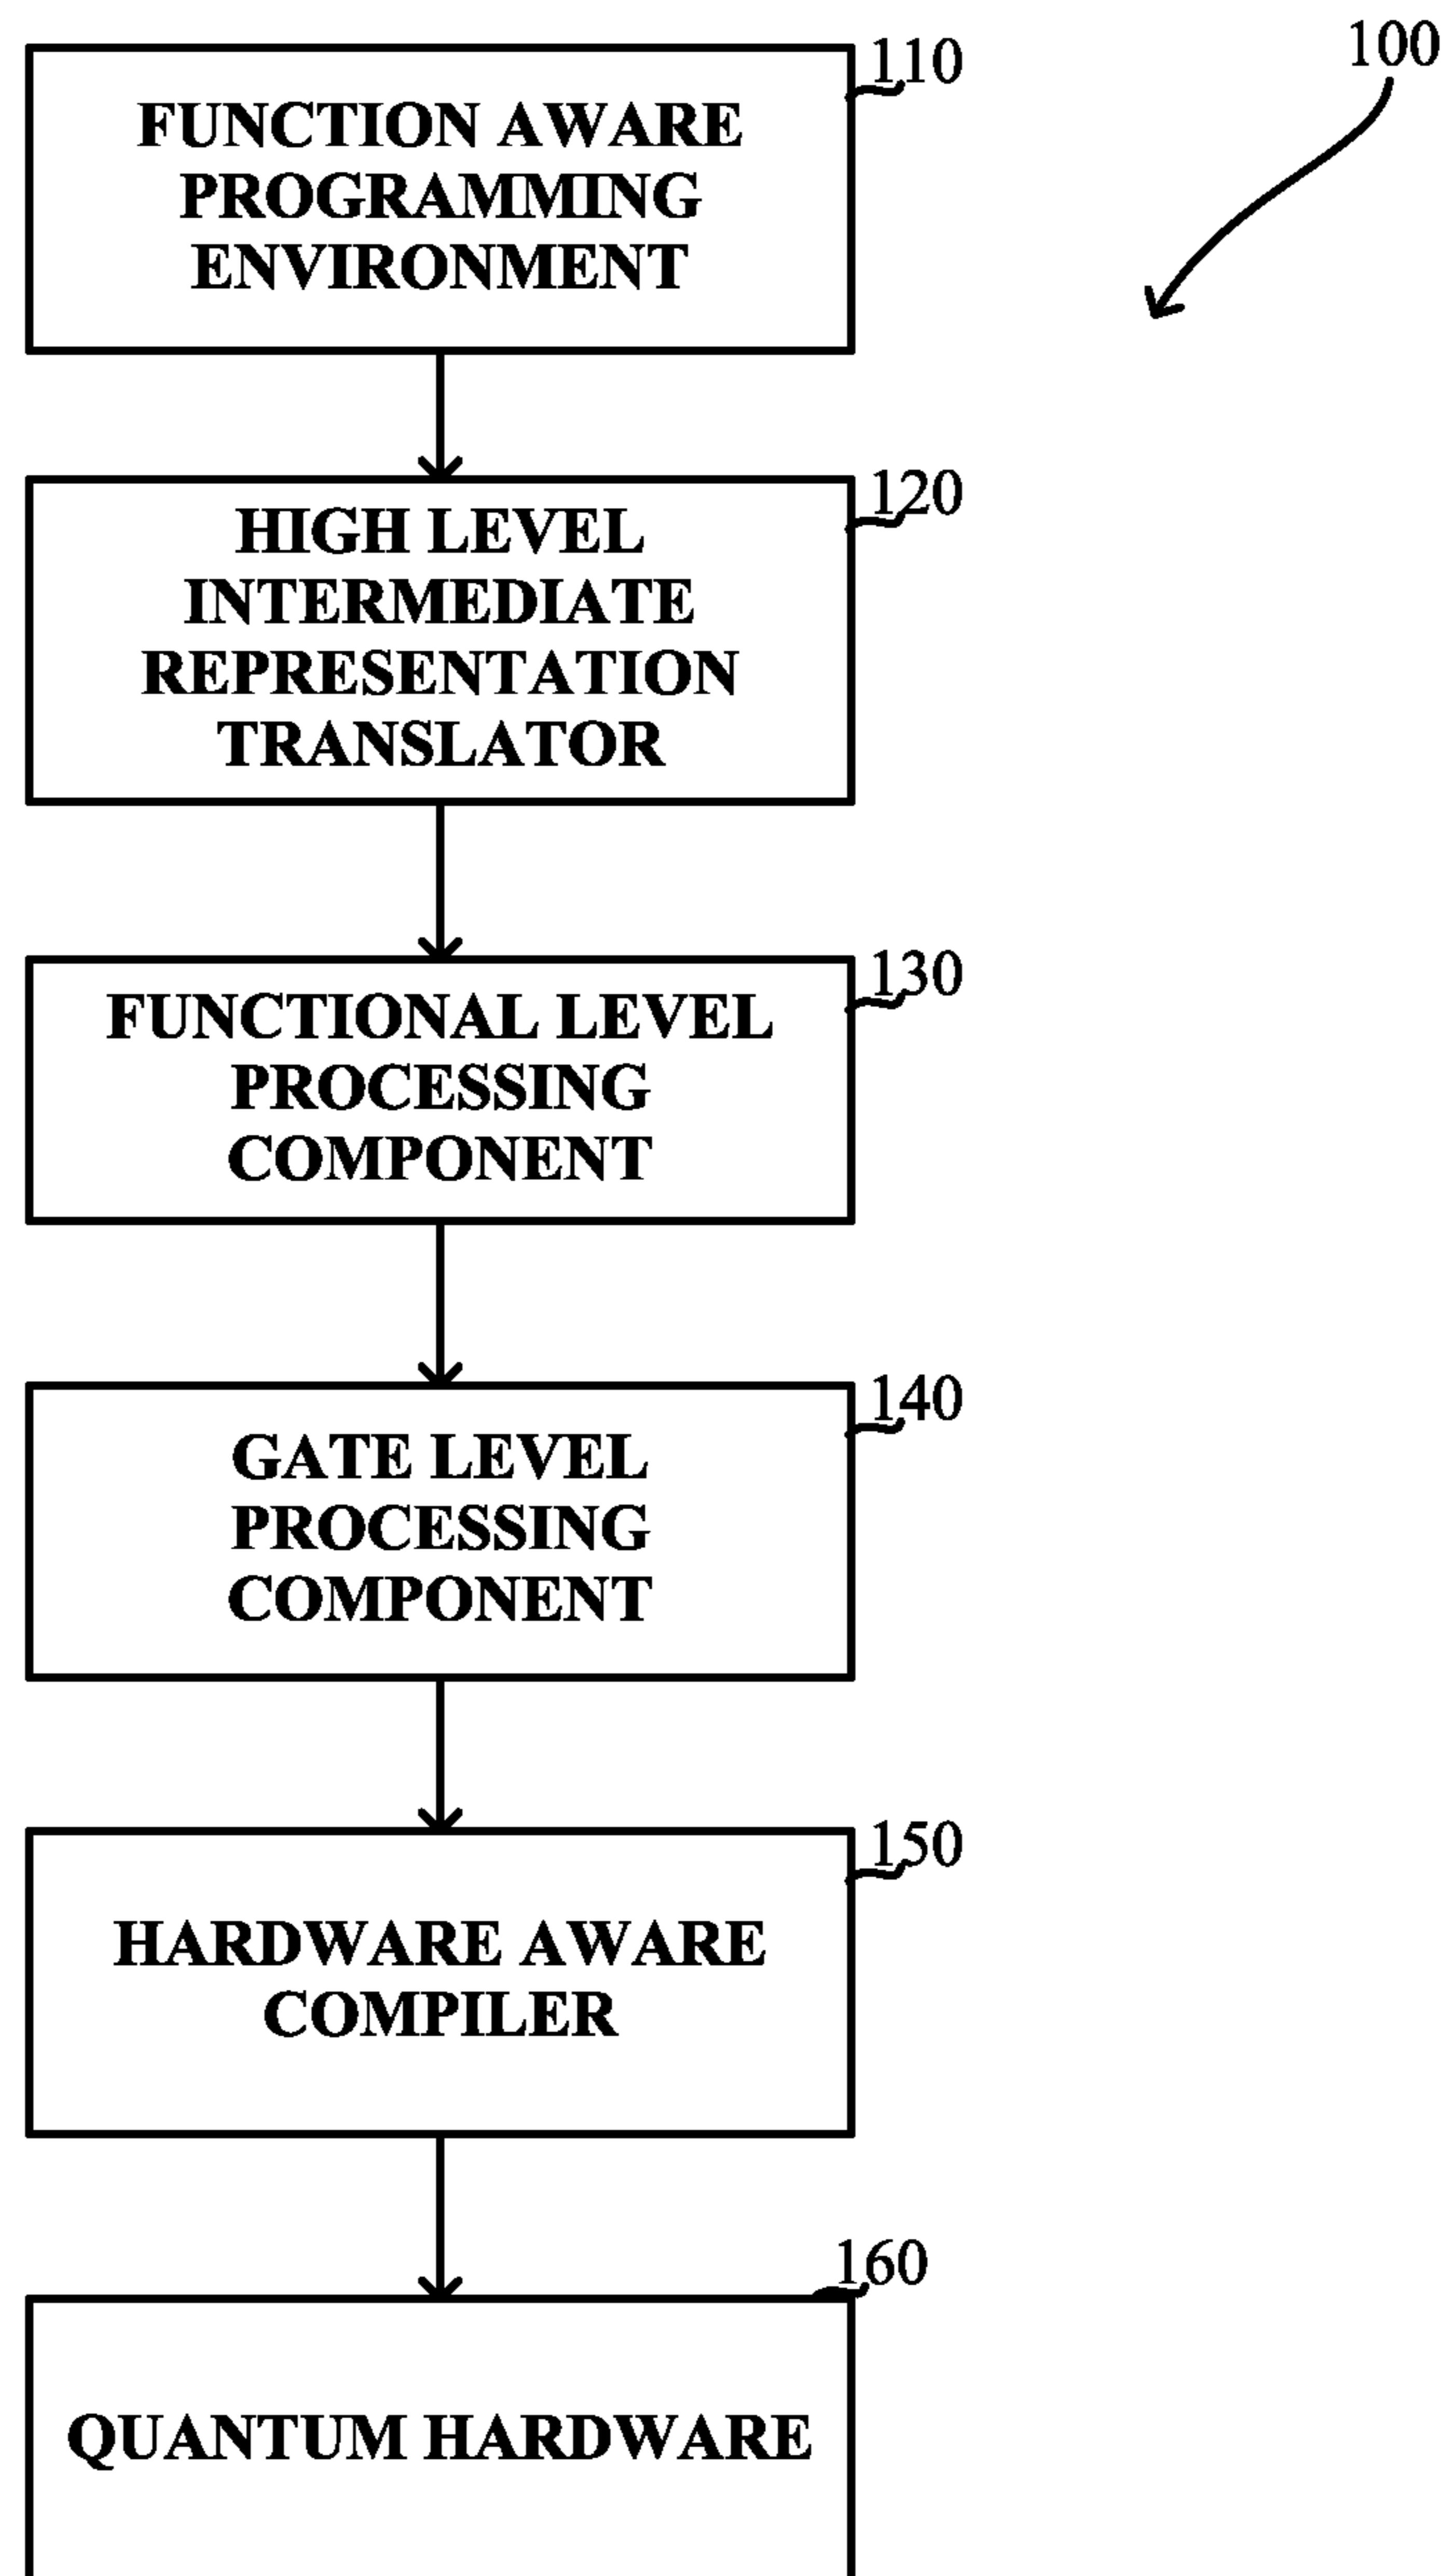 100
110
FUNCTION AWARE
PROGRAMMING
ENVIRONMENT
120
HIGH LEVEL
INTERMEDIATE
REPRESENTATION
TRANSLATOR
130
FUNCTIONAL LEVEL
PROCESSING
COMPONENT
140
GATE LEVEL
PROCESSING
COMPONENT
150
HARDWARE AWARE
COMPILER
160
QUANTUM HARDWARE